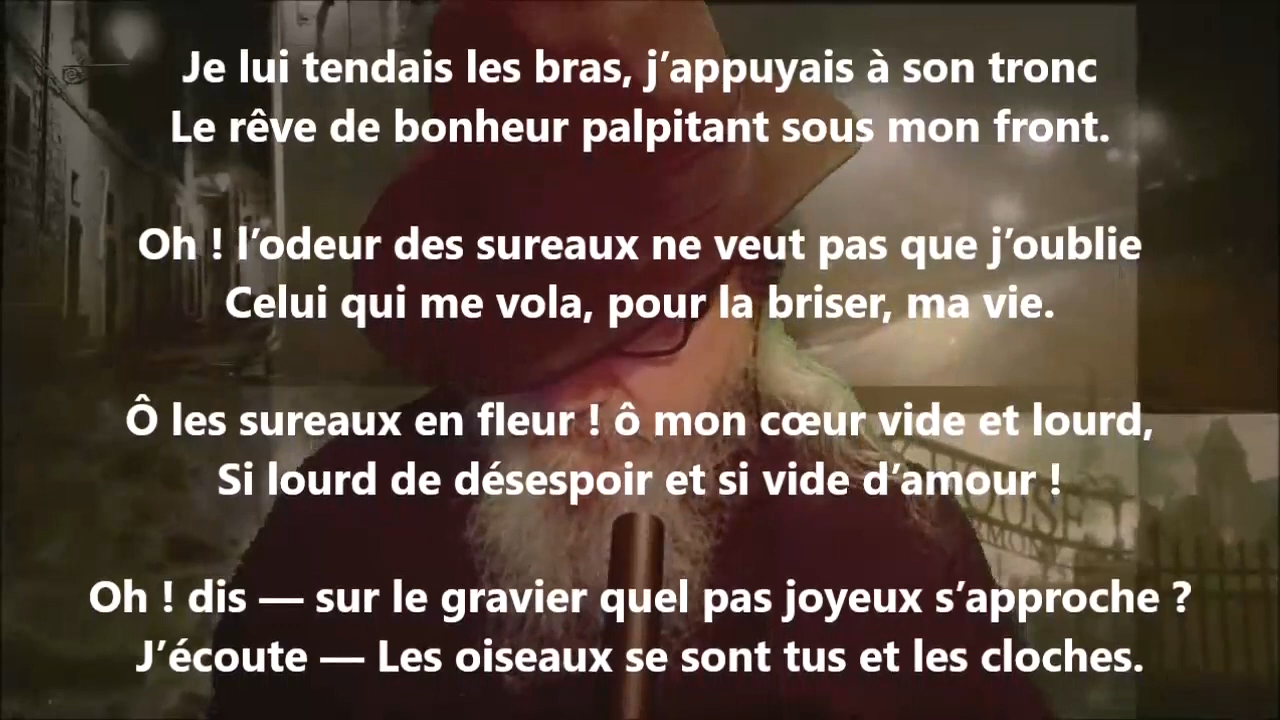 Je lui tendais les bras, j’appuyais à son tronc
Le rêve de bonheur palpitant sous mon front.
Oh ! l’odeur des sureaux ne veut pas que j’oublie
Celui qui me vola, pour la briser, ma vie.
Ô les sureaux en fleur ! ô mon cœur vide et lourd,
Si lourd de désespoir et si vide d’amour !
Oh ! dis — sur le gravier quel pas joyeux s’approche ?
J’écoute — Les oiseaux se sont tus et les cloches.